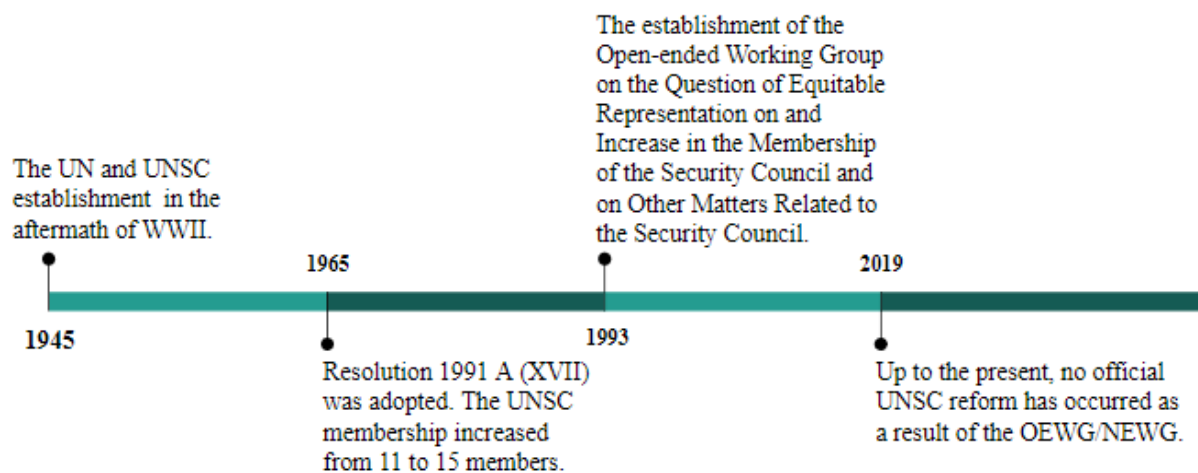 The UN and UNSC
establishment in the
aftermath of WWII.
1945
1965
Resolution 1991 A (XVII)
was adopted. The UNSC
membership increased
from 11 to 15 members.
The establishment of the
Open-ended Working Group
on the Question of Equitable
Representation on and
Increase in the Membership
of the Security Council and
on Other Matters Related to
the Security Council.
1993
2019
Up to the present, no official
UNSC reform has occurred as
a result of the OEWG/NEWG.